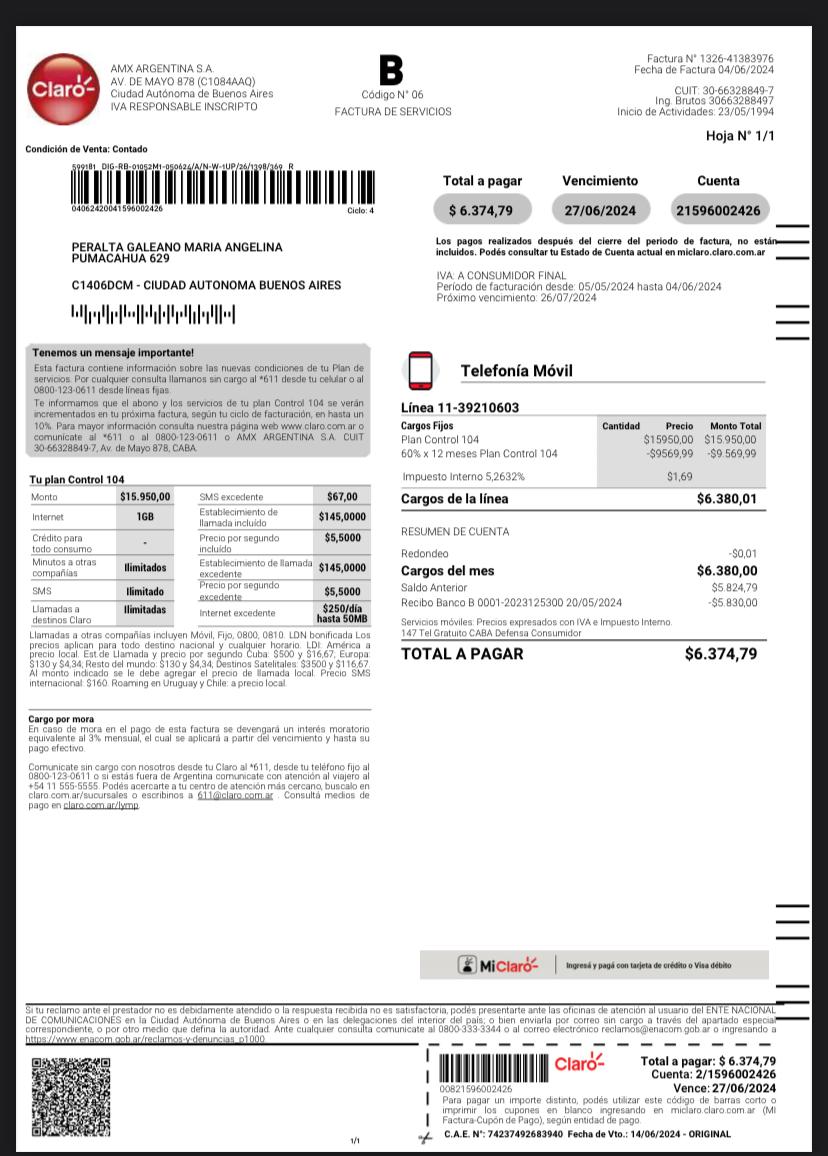 Claro
AMX ARGENTINA S.A.
AV. DE MAYO 878 (C1084AAQ)
Ciudad Autónoma de Buenos Aires
IVA RESPONSABLE INSCRIPTO
B
Código N° 06
FACTURA DE SERVICIOS
Factura N° 1326-41383976
Fecha de Factura 04/06/2024
CUIT: 30-66328849-7
Ing. Brutos 30663288497
Inicio de Actividades: 23/05/1994
Hoja N° 1/1
Condición de Venta: Contado
599181 DIG-RB-01052M1-050624/A/N-W-1UP/26/1398/369 R
04062420041596002426
Ciclo: 4
Total a pagar Vencimiento Cuenta
$ 6.374,79 27/06/2024 21596002426
Los pagos realizados después del cierre del periodo de factura, no están
incluidos. Podés consultar tu Estado de Cuenta actual en miclaro.claro.com.ar
PERALTA GALEANO MARIA ANGELINA
PUMACAHUA 629
C1406DCM - CIUDAD AUTONOMA BUENOS AIRES
IVA: A CONSUMIDOR FINAL
Período de facturación desde: 05/05/2024 hasta 04/06/2024
Próximo vencimiento: 26/07/2024
Tenemos un mensaje importante!
Esta factura contiene información sobre las nuevas condiciones de tu Plan de
servicios. Por cualquier consulta llamanos sin cargo al *611 desde tu celular o al
0800-123-0611 desde líneas fijas.
Te informamos que el abono y los servicios de tu plan Control 104 se verán
incrementados en tu próxima factura, según tu ciclo de facturación, en hasta un
10%. Para mayor información consulta nuestra página web www.claro.com.ar o
comunícate al *611 o al 0800-123-0611 o AMX ARGENTINA S.A. CUIT
30-66328849-7, Av. de Mayo 878, CABA.
Tu plan Control 104
Monto $15.950,00 SMS excedente $67,00
Internet 1GB Establecimiento de llamada incluído $145,0000
Crédito para todo consumo - Precio por segundo incluído $5,5000
Minutos a otras compañías Ilimitados Establecimiento de llamada excedente $145,0000
SMS Ilimitado Precio por segundo excedente $5,5000
Llamadas a destinos Claro Ilimitadas Internet excedente $250/día hasta 50MB
Llamadas a otras compañías incluyen Móvil, Fijo, 0800, 0810. LDN bonificada Los
precios aplican para todo destino nacional y cualquier horario. LDI: América a
precio local. Est.de Llamada y precio por segundo Cuba: $500 y $16,67; Europa:
$130 y $4,34; Resto del mundo: $130 y $4,34, Destinos Satelitales: $3500 y $116,67.
Al monto indicado se le debe agregar el precio de llamada local. Precio SMS
internacional: $160. Roaming en Uruguay y Chile: a precio local.
Cargo por mora
En caso de mora en el pago de esta factura se devengará un interés moratorio
equivalente al 3% mensual, el cual se aplicará a partir del vencimiento y hasta su
pago efectivo.
Comunicate sin cargo con nosotros desde tu Claro al *611, desde tu teléfono fijo al
0800-123-0611 o si estás fuera de Argentina comunicate con atención al viajero al
+54 11 555-5555. Podés acercarte a tu centro de atención más cercano, buscalo en
claro.com.ar/sucursales o escribinos a 611@claro.com.ar . Consultá medios de
pago en claro.com.ar/lymp.
Telefonía Móvil
Línea 11-39210603
Cargos Fijos Cantidad Precio Monto Total
Plan Control 104 $15950,00 $15.950,00
60% x 12 meses Plan Control 104 -$9569,99 -$9.569,99
Impuesto Interno 5,2632% $1,69
Cargos de la línea $6.380,01
RESUMEN DE CUENTA
Redondeo -$0,01
Cargos del mes $6.380,00
Saldo Anterior $5.824,79
Recibo Banco B 0001-2023125300 20/05/2024 -$5.830,00
Servicios móviles: Precios expresados con IVA e Impuesto Interno.
147 Tel Gratuito CABA Defensa Consumidor
TOTAL A PAGAR $6.374,79
MiClaro Ingresá y pagá con tarjeta de crédito o Visa débito
Si tu reclamo ante el prestador no es debidamente atendido o la respuesta recibida no es satisfactoria, podés presentarte ante las oficinas de atención al usuario del ENTE NACIONAL
DE COMUNICACIONES en la Ciudad Autónoma de Buenos Aires o en las delegaciones del interior del país; o bien enviarla por correo sin cargo a través del apartado especial
correspondiente, o por otro medio que defina la autoridad. Ante cualquier consulta comunicate al 0800-333-3344 o al correo electrónico reclamos@enacom.gob.ar o ingresando a
https://www.enacom.gob.ar/reclamos-y-denuncias_p1000.
00821596002426
Claro
Total a pagar: $ 6.374,79
Cuenta: 2/1596002426
Vence: 27/06/2024
Para pagar un importe distinto, podés utilizar este código de barras corto o
imprimir los cupones en blanco ingresando en miclaro.claro.com.ar (MI
Factura-Cupón de Pago), según entidad de pago.
C.A.E. N°: 74237492683940 Fecha de Vto.: 14/06/2024 - ORIGINAL
1/1